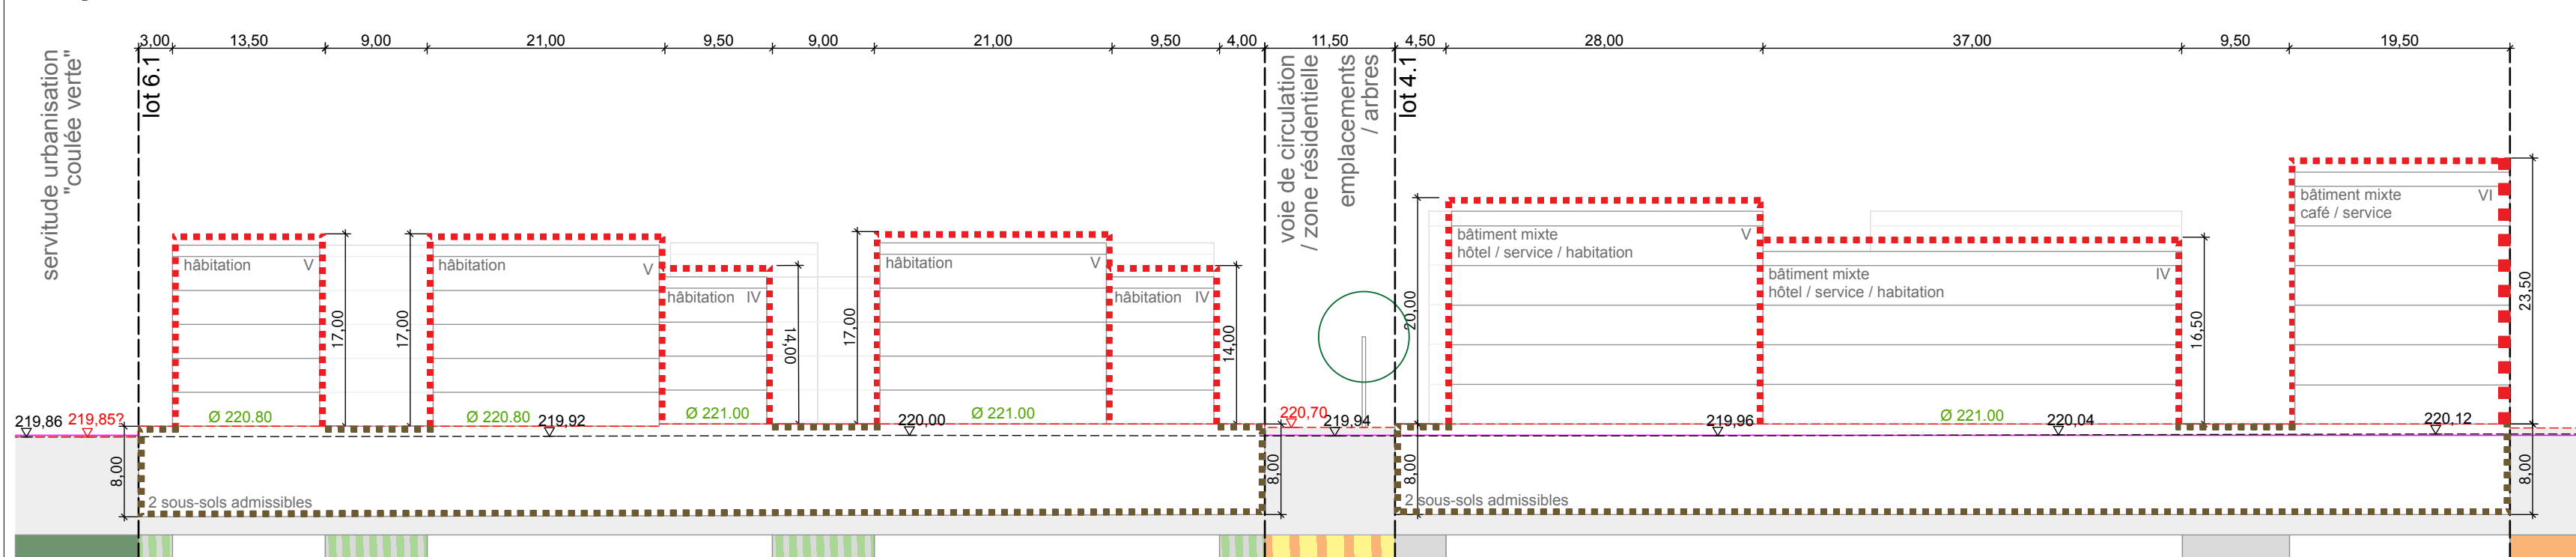 3,00 13,50 9,00 21,00 9,50 9,00 21,00 9,50 4,00 11,50 4,50 28,00 37,00 9,50 19,50
servitude urbanisation
"coulée verte"
lot 6.1
voie de circulation
/ zone résidentielle
emplacements
/ arbres
lot 4.1
hâbitation V
17,00
17,00
hâbitation V
hâbitation IV
14,00
17,00
hâbitation V
hâbitation IV
14,00
20,00
bâtiment mixte V
hôtel / service / habitation
bâtiment mixte IV
hôtel / service / habitation
16,50
bâtiment mixte VI
café / service
23,50
219,86 219,85? Ø 220.80 Ø 220.80 219,92 Ø 221.00 220,00 Ø 221.00 220,70 219,94 219,96 Ø 221.00 220,04 220,12
8,00
2 sous-sols admissibles
8,00
8,00
2 sous-sols admissibles
8,00